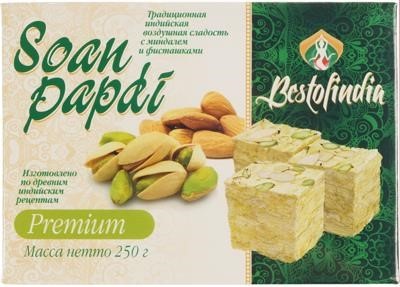 Soan
papdi
Традиционная
индийская
воздушная сладость
с миндалем
и фисташками
Bestofindia
Изготовлено
по древним
индийским
рецептам
Premium
Масса нетто 250 г